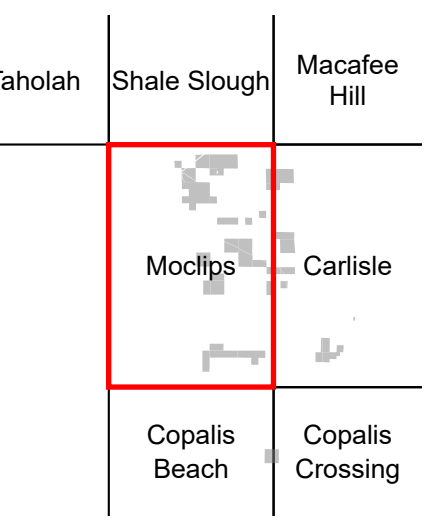 Taholah
Shale Slough
Macafee
Hill
Moclips
Carlisle
Copalis
Beach
Copalis
Crossing